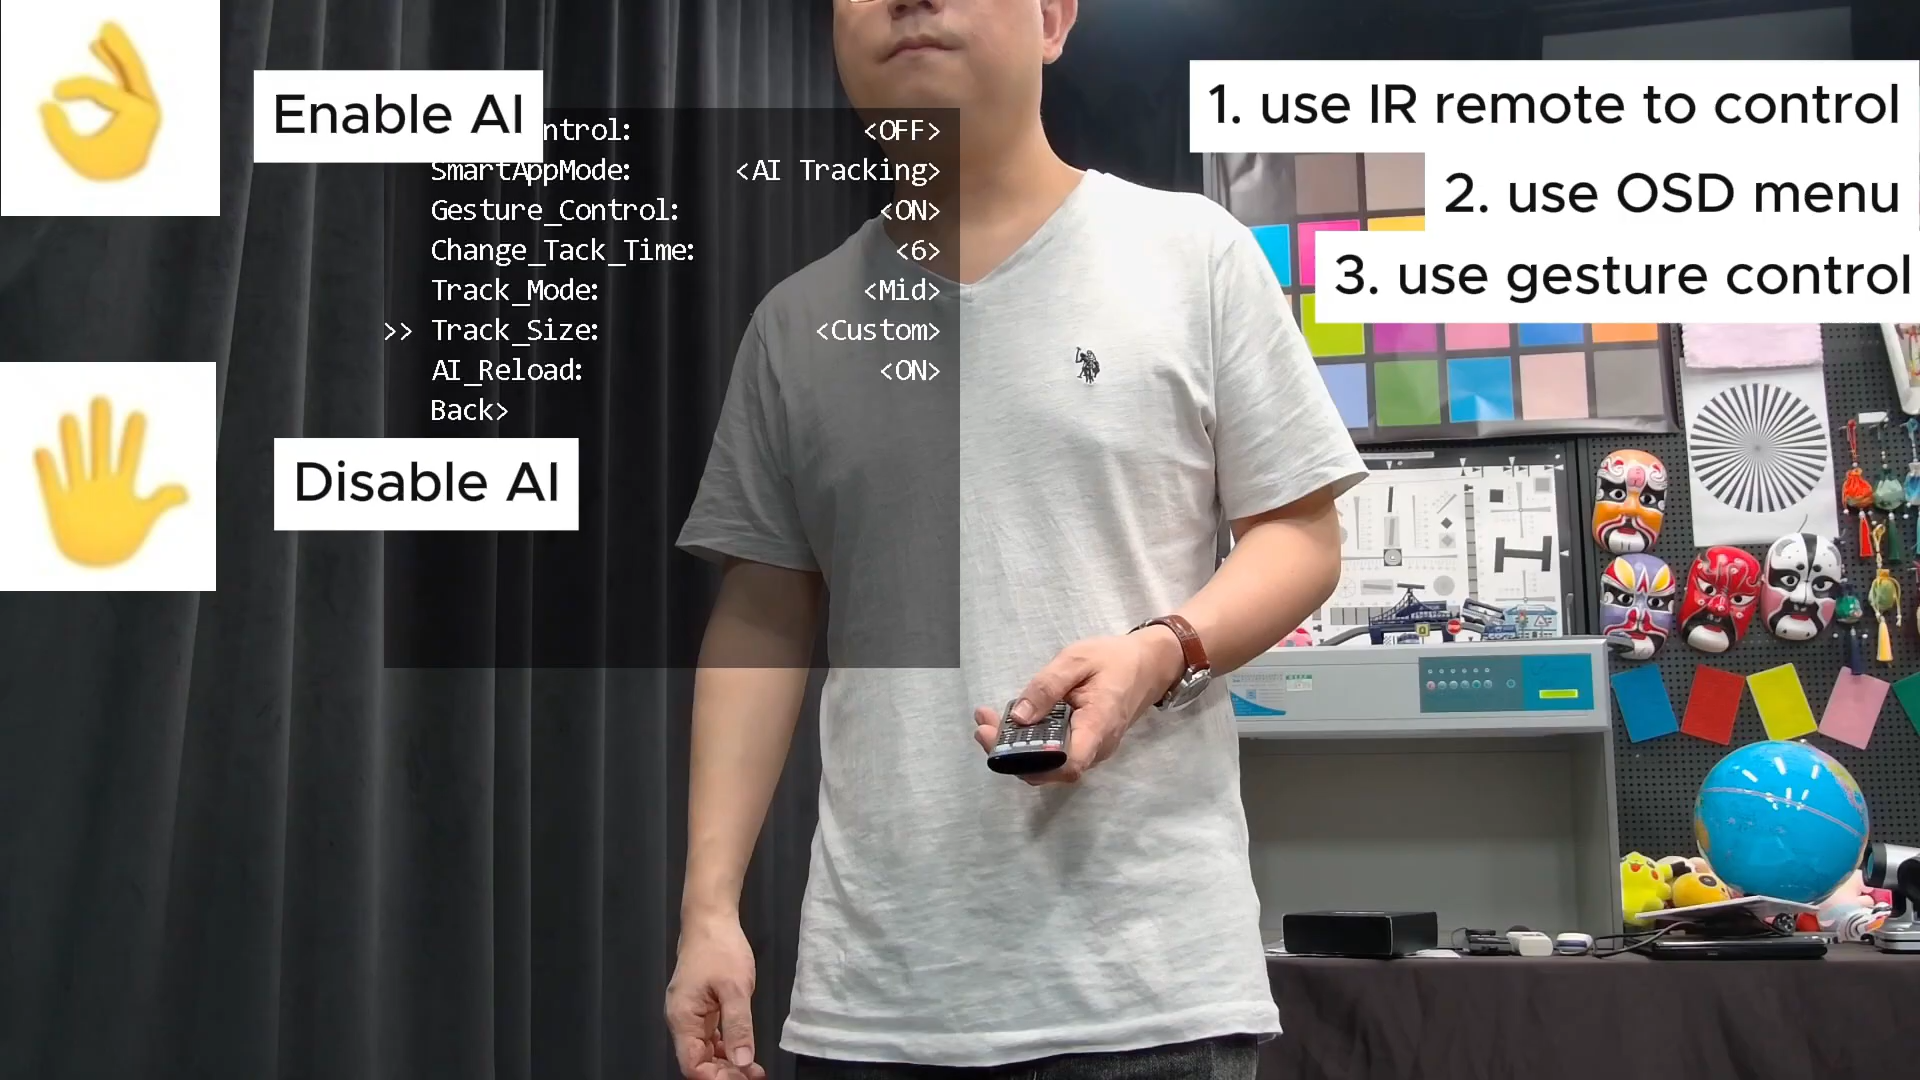 Enable AI
ntrol: <OFF>
SmartAppMode: <AI Tracking>
Gesture_Control: <ON>
Change_Tack_Time: <6>
Track_Mode: <Mid>
>> Track_Size: <Custom>
AI_Reload: <ON>
Back>
Disable AI
1. use IR remote to control
2. use OSD menu
3. use gesture control